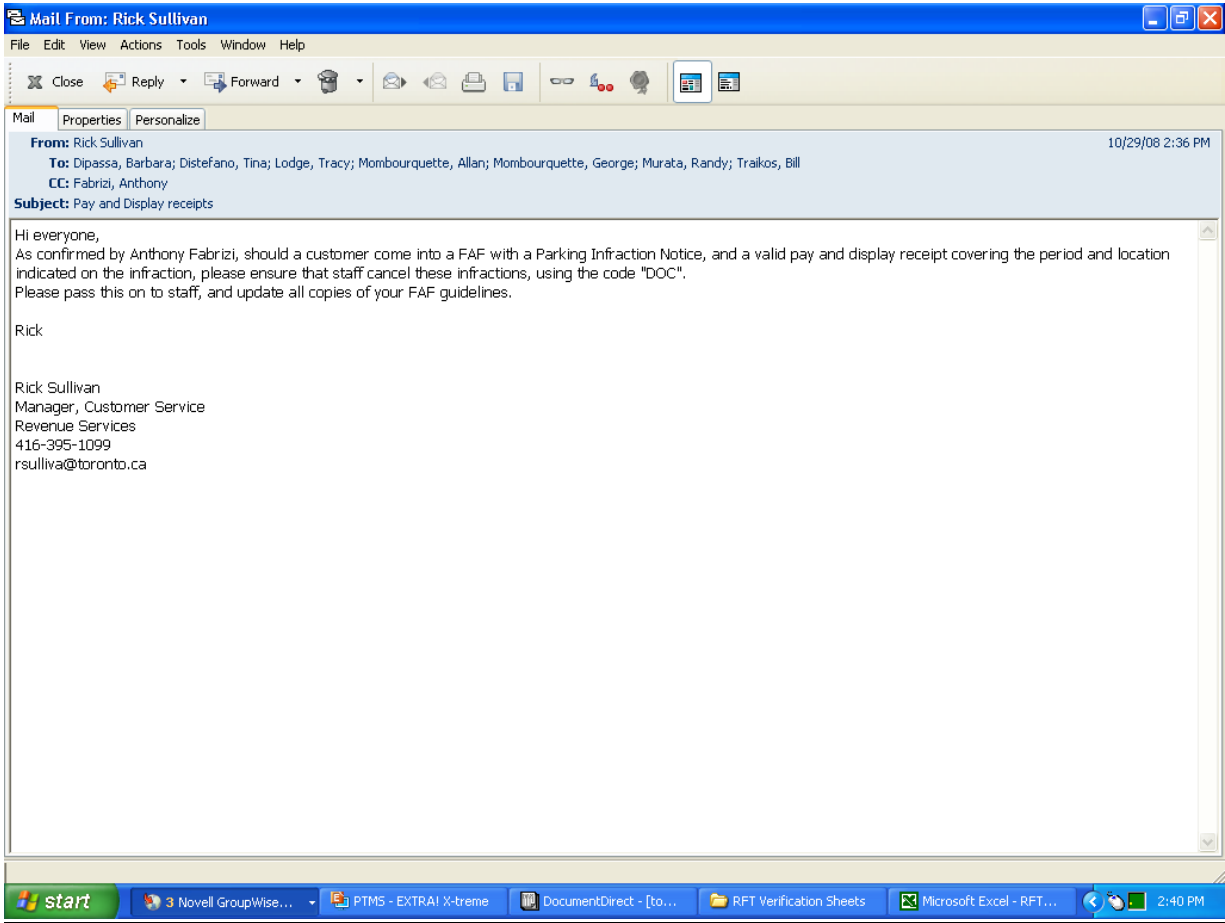 Mail From: Rick Sullivan
File Edit View Actions Tools Window Help
Close Reply Forward
Mail Properties Personalize
From: Rick Sullivan 10/29/08 2:36 PM
To: Dipassa, Barbara; Distefano, Tina; Lodge, Tracy; Mombourquette, Allan; Mombourquette, George; Murata, Randy; Traikos, Bill
CC: Fabrizi, Anthony
Subject: Pay and Display receipts
Hi everyone,
As confirmed by Anthony Fabrizi, should a customer come into a FAF with a Parking Infraction Notice, and a valid pay and display receipt covering the period and location
indicated on the infraction, please ensure that staff cancel these infractions, using the code "DOC".
Please pass this on to staff, and update all copies of your FAF guidelines.
Rick
Rick Sullivan
Manager, Customer Service
Revenue Services
416-395-1099
rsulliva@toronto.ca
start 3 Novell GroupWise... PTMS - EXTRA! X-treme DocumentDirect - [to... RFT Verification Sheets Microsoft Excel - RFT... 2:40 PM